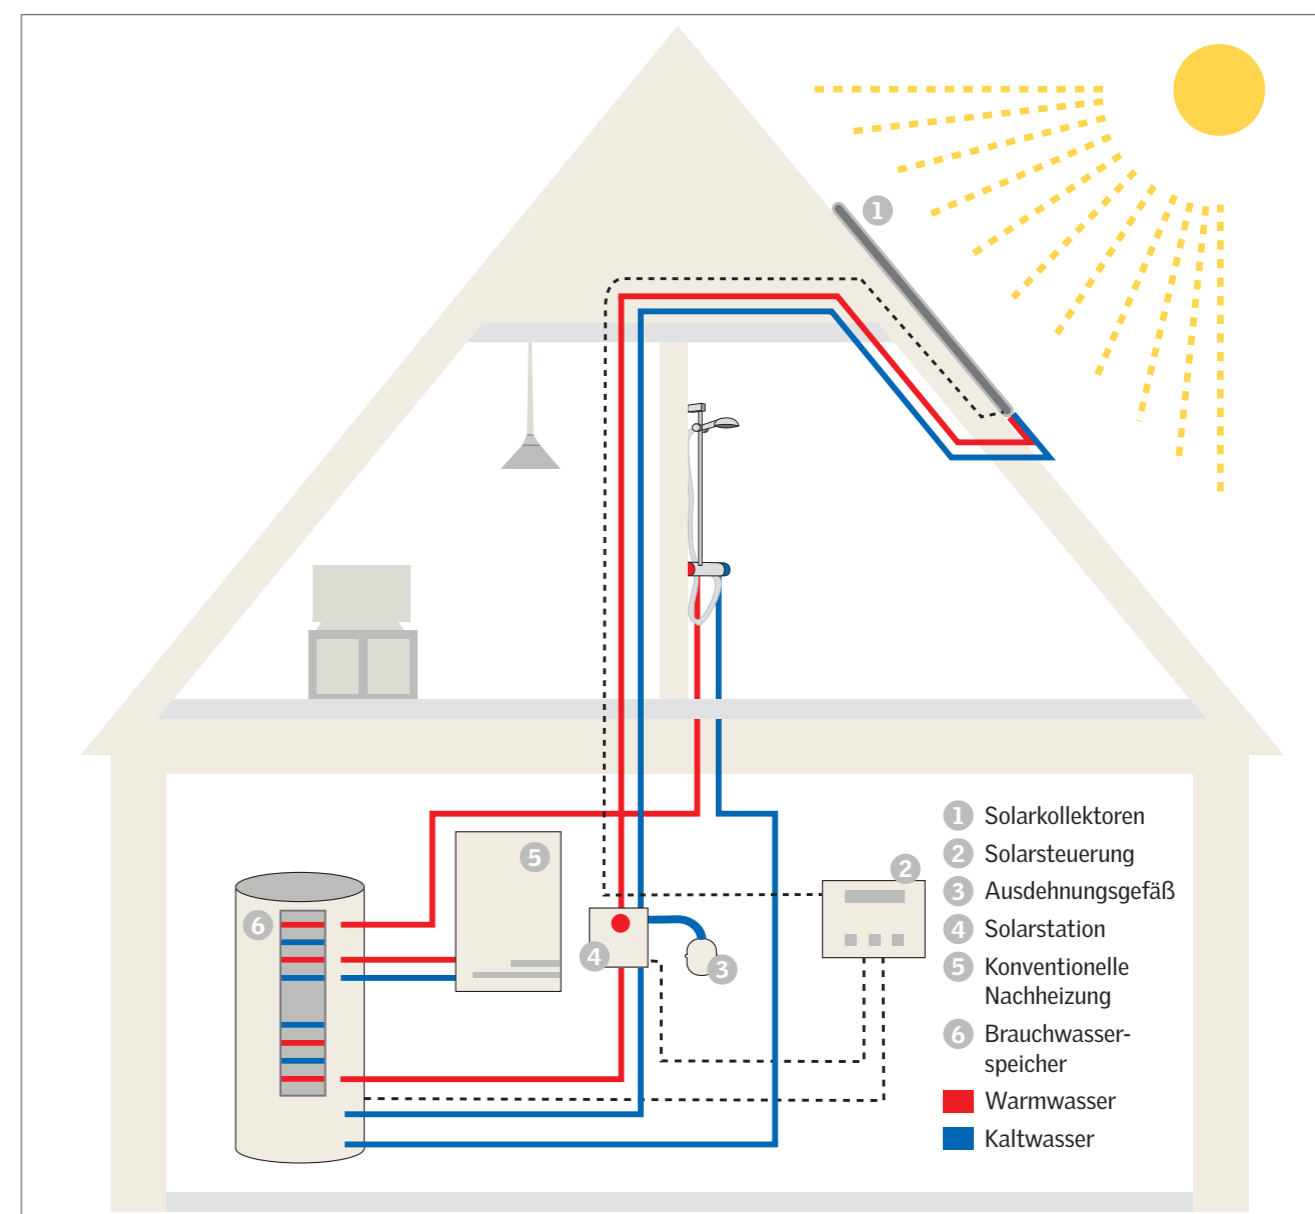 1
5
2
6
4
3
1 Solarkollektoren
2 Solarsteuerung
3 Ausdehnungsgefäß
4 Solarstation
5 Konventionelle
Nachheizung
6 Brauchwasser-
speicher
Warmwasser
Kaltwasser